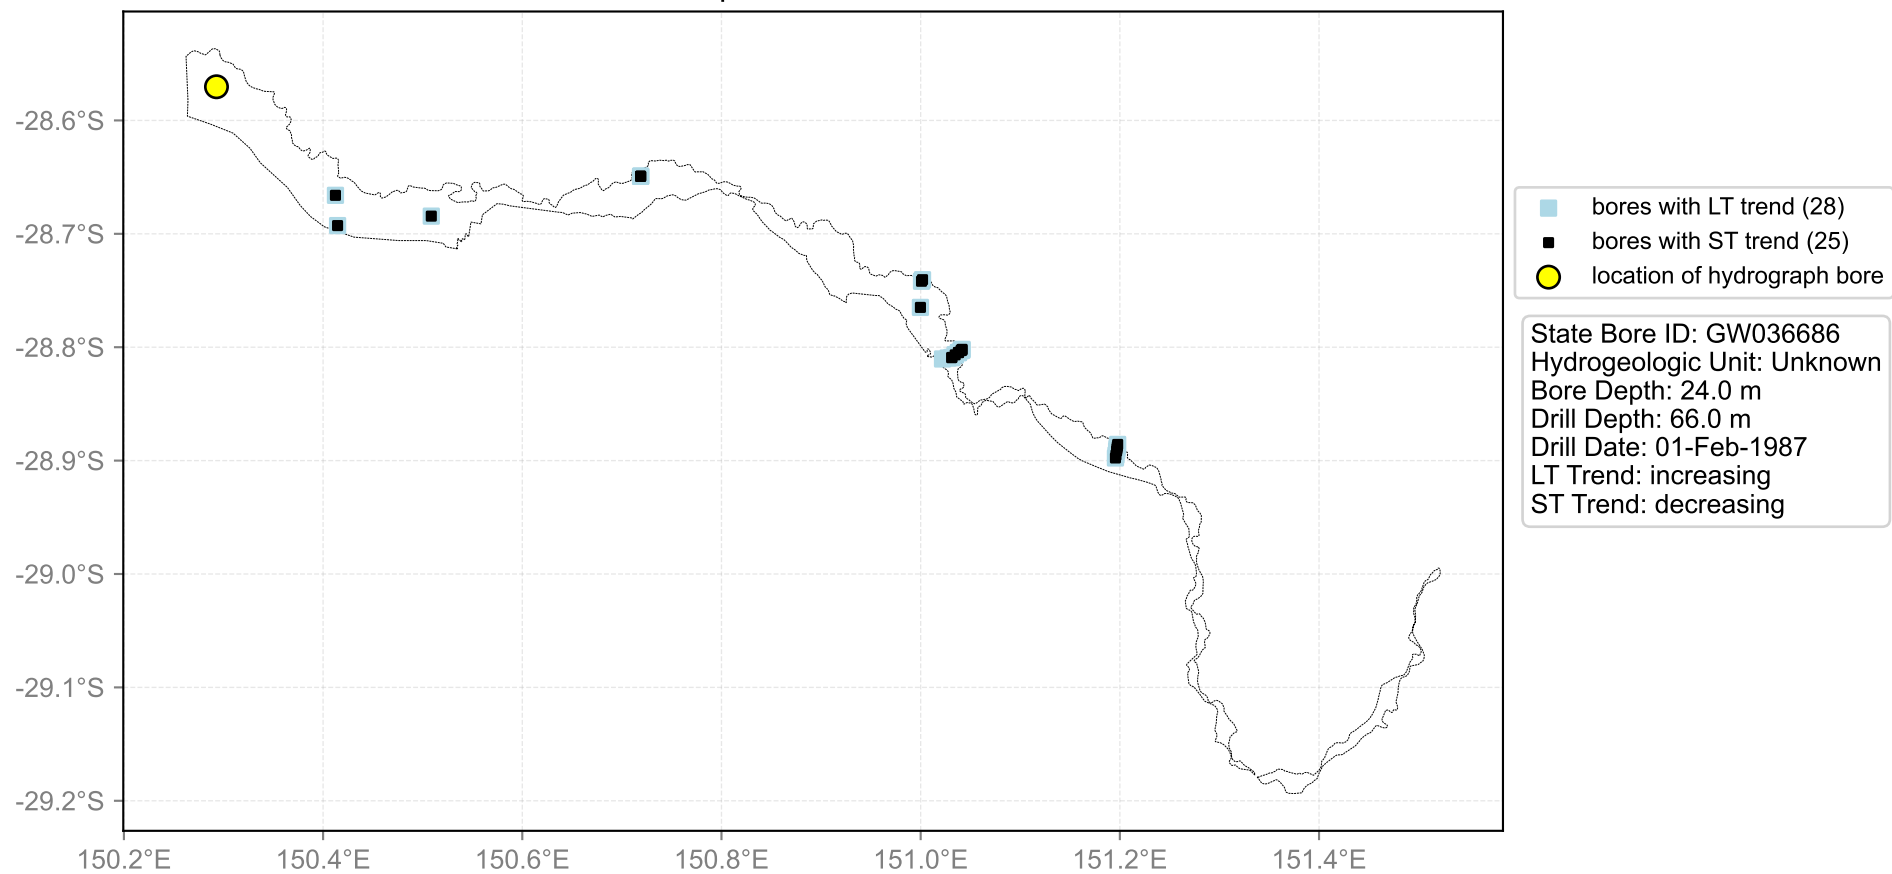 -28.6°S
-28.7°S
-28.8°S
-28.9°S
-29.0°S
-29.1°S
-29.2°S
150.2°E
150.4°E
150.6°E
150.8°E
151.0°E
151.2°E
151.4°E
bores with LT trend (28)
bores with ST trend (25)
location of hydrograph bore
State Bore ID: GW036686
Hydrogeologic Unit: Unknown
Bore Depth: 24.0 m
Drill Depth: 66.0 m
Drill Date: 01-Feb-1987
LT Trend: increasing
ST Trend: decreasing